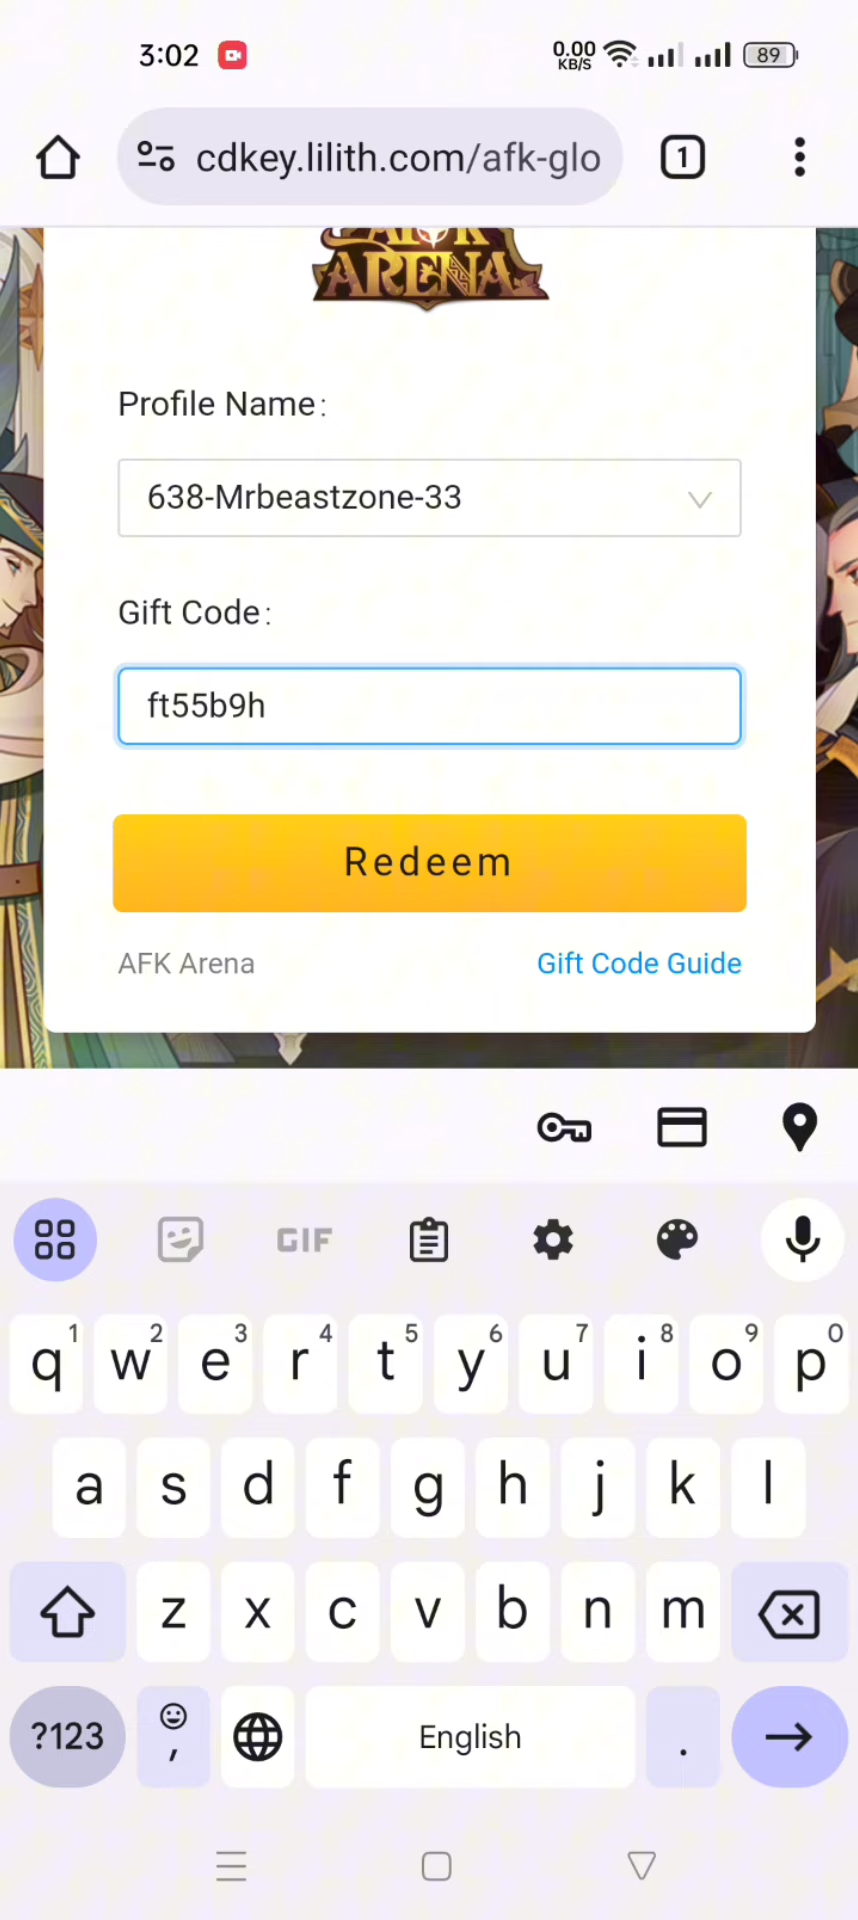 3:02
0.00
KB/S
89
cdkey.lilith.com/afk-glo
1
AFK
ARENA
Profile Name:
638-Mrbeastzone-33
Gift Code:
ft55b9h
Redeem
AFK Arena
Gift Code Guide
GIF
q1 w2 e3 r4 t5 y6 u7 i8 o9 p0
a s d f g h j k l
z x c v b n m
?123 , English .